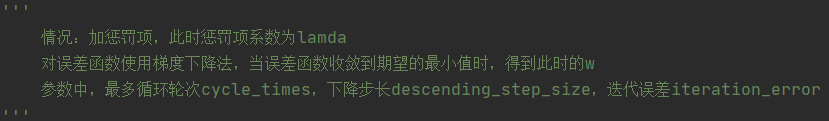 '''
情况：加惩罚项，此时惩罚项系数为lamda
对误差函数使用梯度下降法，当误差函数收敛到期望的最小值时，得到此时的w
参数中，最多循环轮次cycle_times，下降步长descending_step_size，迭代误差iteration_error
'''